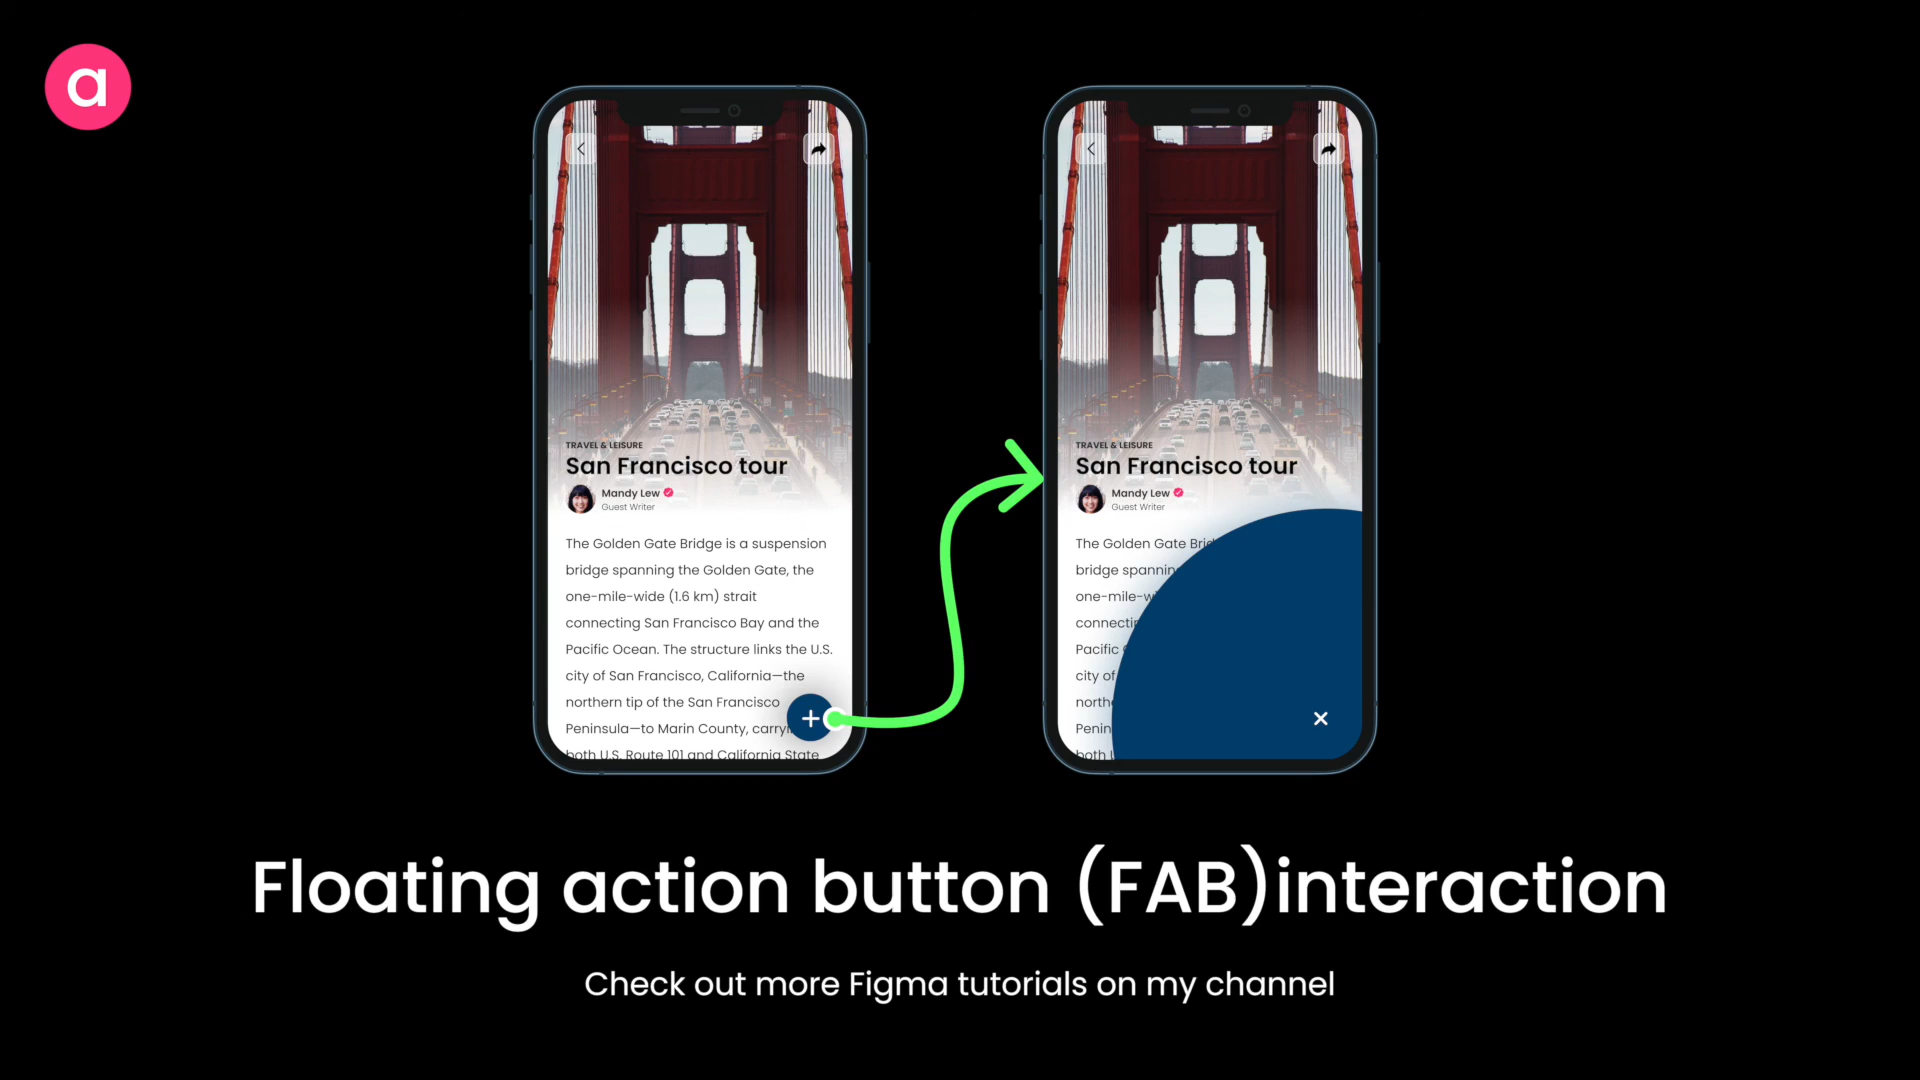 a
TRAVEL & LEISURE
San Francisco tour
Mandy Lew
Guest Writer
The Golden Gate Bridge is a suspension
bridge spanning the Golden Gate, the
one-mile-wide (1.6 km) strait
connecting San Francisco Bay and the
Pacific Ocean. The structure links the U.S.
city of San Francisco, California—the
northern tip of the San Francisco
Peninsula—to Marin County, carryi
both U.S. Route 101 and California State
TRAVEL & LEISURE
San Francisco tour
Mandy Lew
Guest Writer
The Golden Gate Brid
bridge spannin
one-mile-wi
connectin
Pacific
city of
north
Penin
both
Floating action button (FAB)interaction
Check out more Figma tutorials on my channel